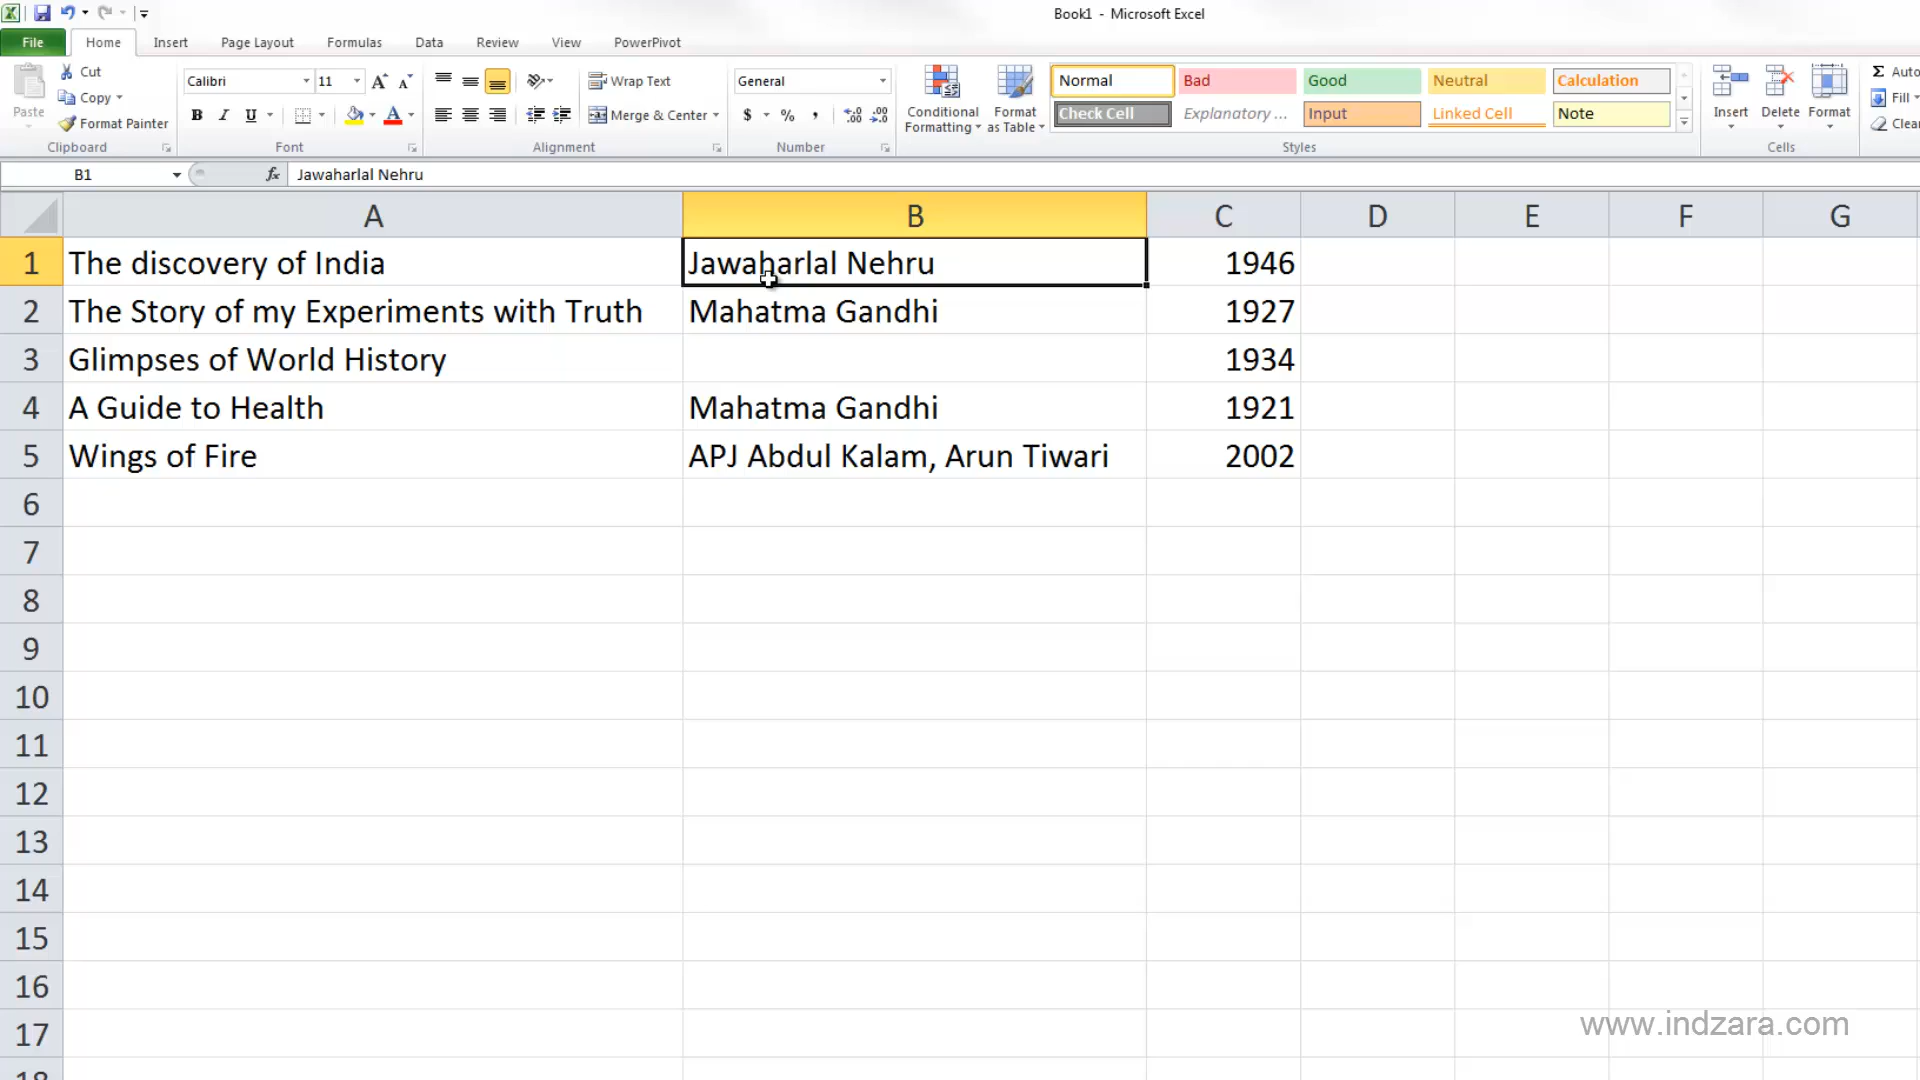 Book1 - Microsoft Excel
File Home Insert Page Layout Formulas Data Review View PowerPivot
Paste
Cut
Copy
Format Painter
Clipboard
Calibri 11
B I U
Font
Wrap Text
Merge & Center
Alignment
General
$ % ,
Number
Conditional Formatting
Format as Table
Normal Bad Good Neutral Calculation
Check Cell Explanatory ... Input Linked Cell Note
Styles
Insert Delete Format
Cells
Σ Auto
Fill
Clea
B1 fx Jawaharlal Nehru
A B C D E F G
1 The discovery of India Jawaharlal Nehru 1946
2 The Story of my Experiments with Truth Mahatma Gandhi 1927
3 Glimpses of World History 1934
4 A Guide to Health Mahatma Gandhi 1921
5 Wings of Fire APJ Abdul Kalam, Arun Tiwari 2002
6
7
8
9
10
11
12
13
14
15
16
17
18
www.indzara.com